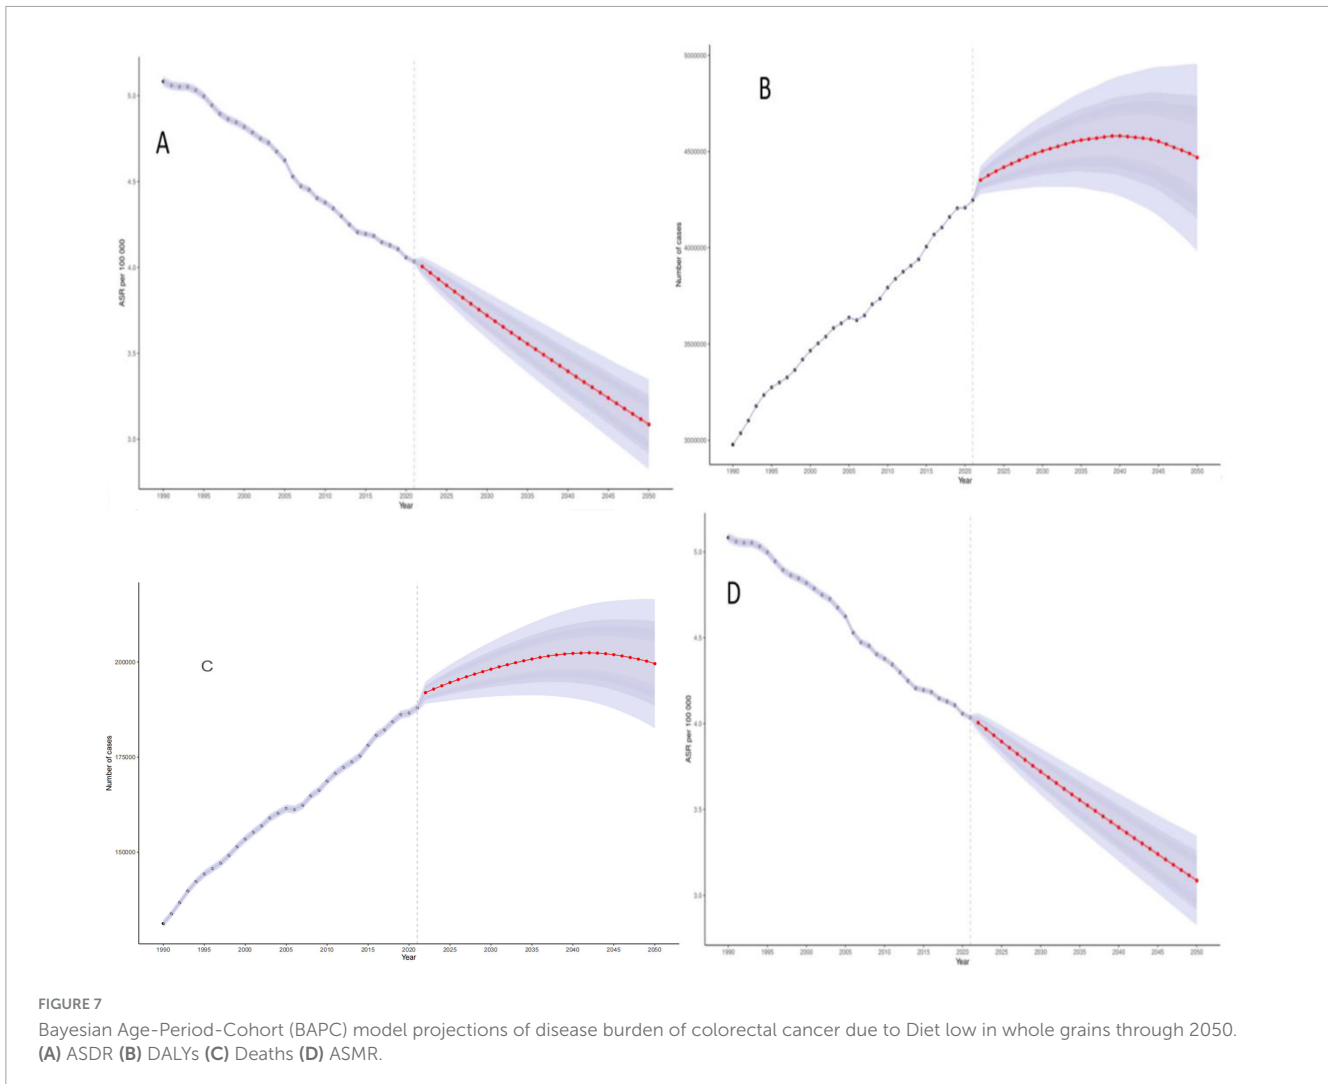 A
ASR per 100 000
5.0
4.5
4.0
3.5
3.0
1990 1995 2000 2005 2010 2015 2020 2025 2030 2035 2040 2045 2050
Year
B
Number of cases
5000000
4500000
4000000
3500000
3000000
1990 1995 2000 2005 2010 2015 2020 2025 2030 2035 2040 2045 2050
Year
C
Number of cases
200000
175000
150000
1990 1995 2000 2005 2010 2015 2020 2025 2030 2035 2040 2045 2050
Year
D
ASR per 100 000
5.0
4.5
4.0
3.5
3.0
1990 1995 2000 2005 2010 2015 2020 2025 2030 2035 2040 2045 2050
Year
FIGURE 7
Bayesian Age-Period-Cohort (BAPC) model projections of disease burden of colorectal cancer due to Diet low in whole grains through 2050.
(A) ASDR (B) DALYs (C) Deaths (D) ASMR.